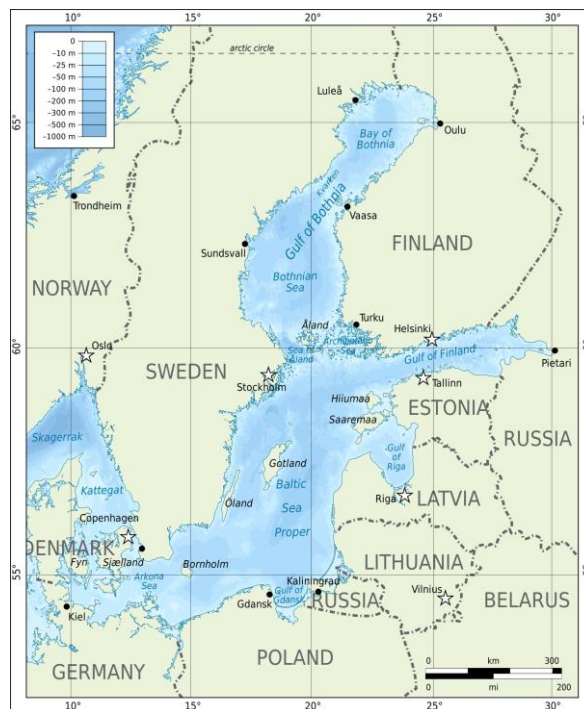 10°
15°
20°
25°
30°
0
-10 m
-25 m
-50 m
-100 m
-200 m
-300 m
-500 m
-1000 m
arctic circle
Luleå
65°
65°
Bay of
Bothnia
Oulu
Kvarken
Trondheim
Vaasa
Gulf of Bothnia
Sundsvall
FINLAND
Bothnian
Sea
NORWAY
Åland
Turku
Helsinki
Archipelago
Sea
Oslo
60°
60°
Sea of
Åland
Gulf of Finland
Pietari
SWEDEN
Stockholm
Tallinn
Hiiumaa
ESTONIA
Saaremaa
Skagerrak
RUSSIA
Gulf
of
Riga
Gotland
Kattegat
Baltic
Sea
Proper
Öland
Riga
LATVIA
Copenhagen
DENMARK
Fyn
Sjælland
Bornholm
LITHUANIA
55°
55°
Arkona
Sea
Kaliningrad
Gulf of
Gdansk
RUSSIA
Vilnius
BELARUS
Gdansk
Kiel
GERMANY
POLAND
0
km
300
0
mi
200
10°
15°
20°
25°
30°